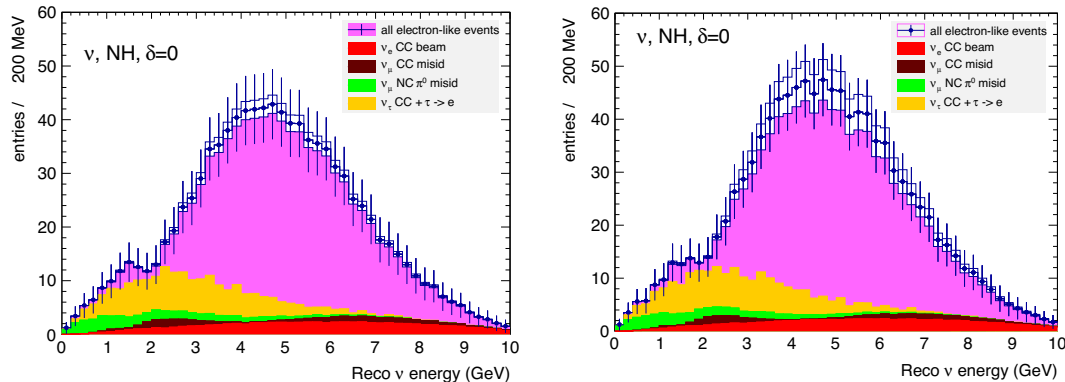 ν, NH, δ=0
all electron-like events
νe CC beam
νμ CC misid
νμ NC π0 misid
ντ CC + τ -> e
entries / 200 MeV
60
50
40
30
20
10
0
0 1 2 3 4 5 6 7 8 9 10
Reco ν energy (GeV)
ν, NH, δ=0
all electron-like events
νe CC beam
νμ CC misid
νμ NC π0 misid
ντ CC + τ -> e
entries / 200 MeV
60
50
40
30
20
10
0
0 1 2 3 4 5 6 7 8 9 10
Reco ν energy (GeV)